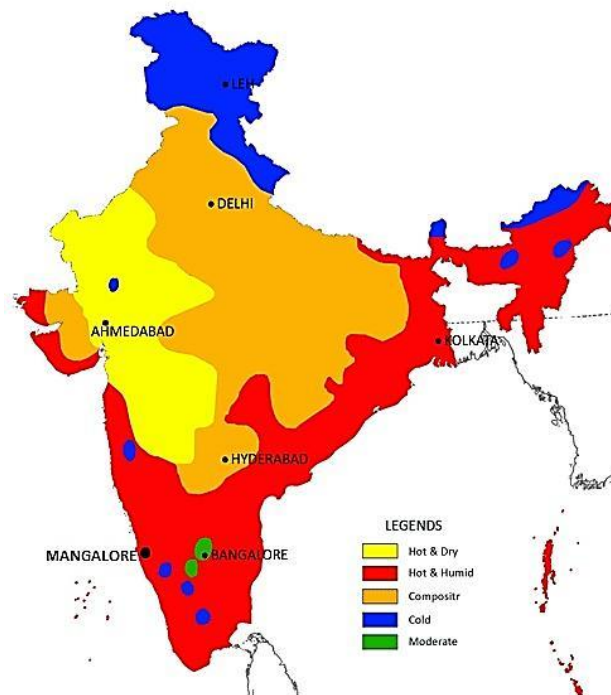 LEH
DELHI
AHMEDABAD
KOLKATA
HYDERABAD
MANGALORE
BANGALORE
LEGENDS
Hot & Dry
Hot & Humid
Compositr
Cold
Moderate